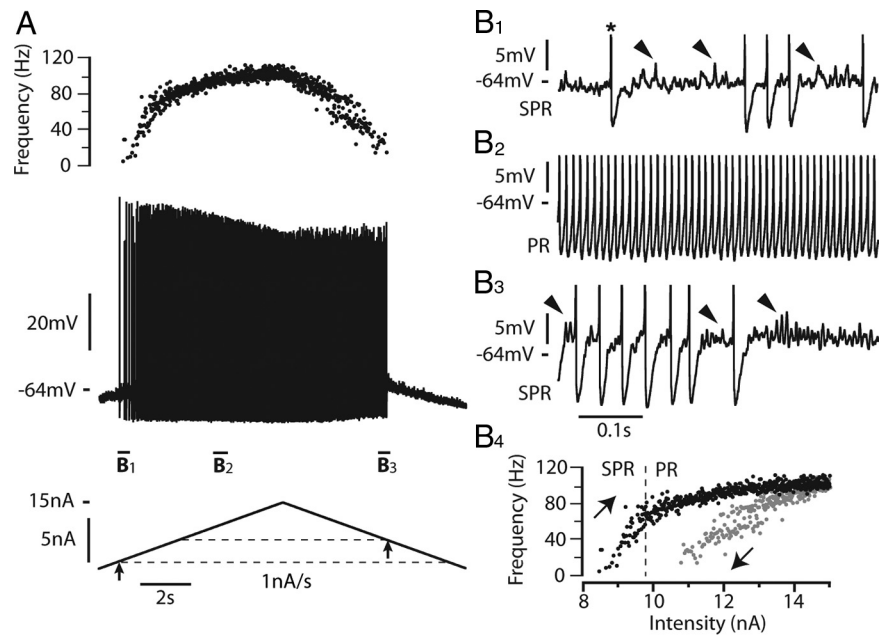 A
Frequency (Hz)
120
80
40
0
20mV
-64mV
B1
B2
B3
15nA
5nA
1nA/s
2s
B1
*
5mV
-64mV
SPR
B2
5mV
-64mV
PR
B3
5mV
-64mV
SPR
0.1s
B4
SPR
PR
Frequency (Hz)
120
80
40
0
8
10
12
14
Intensity (nA)